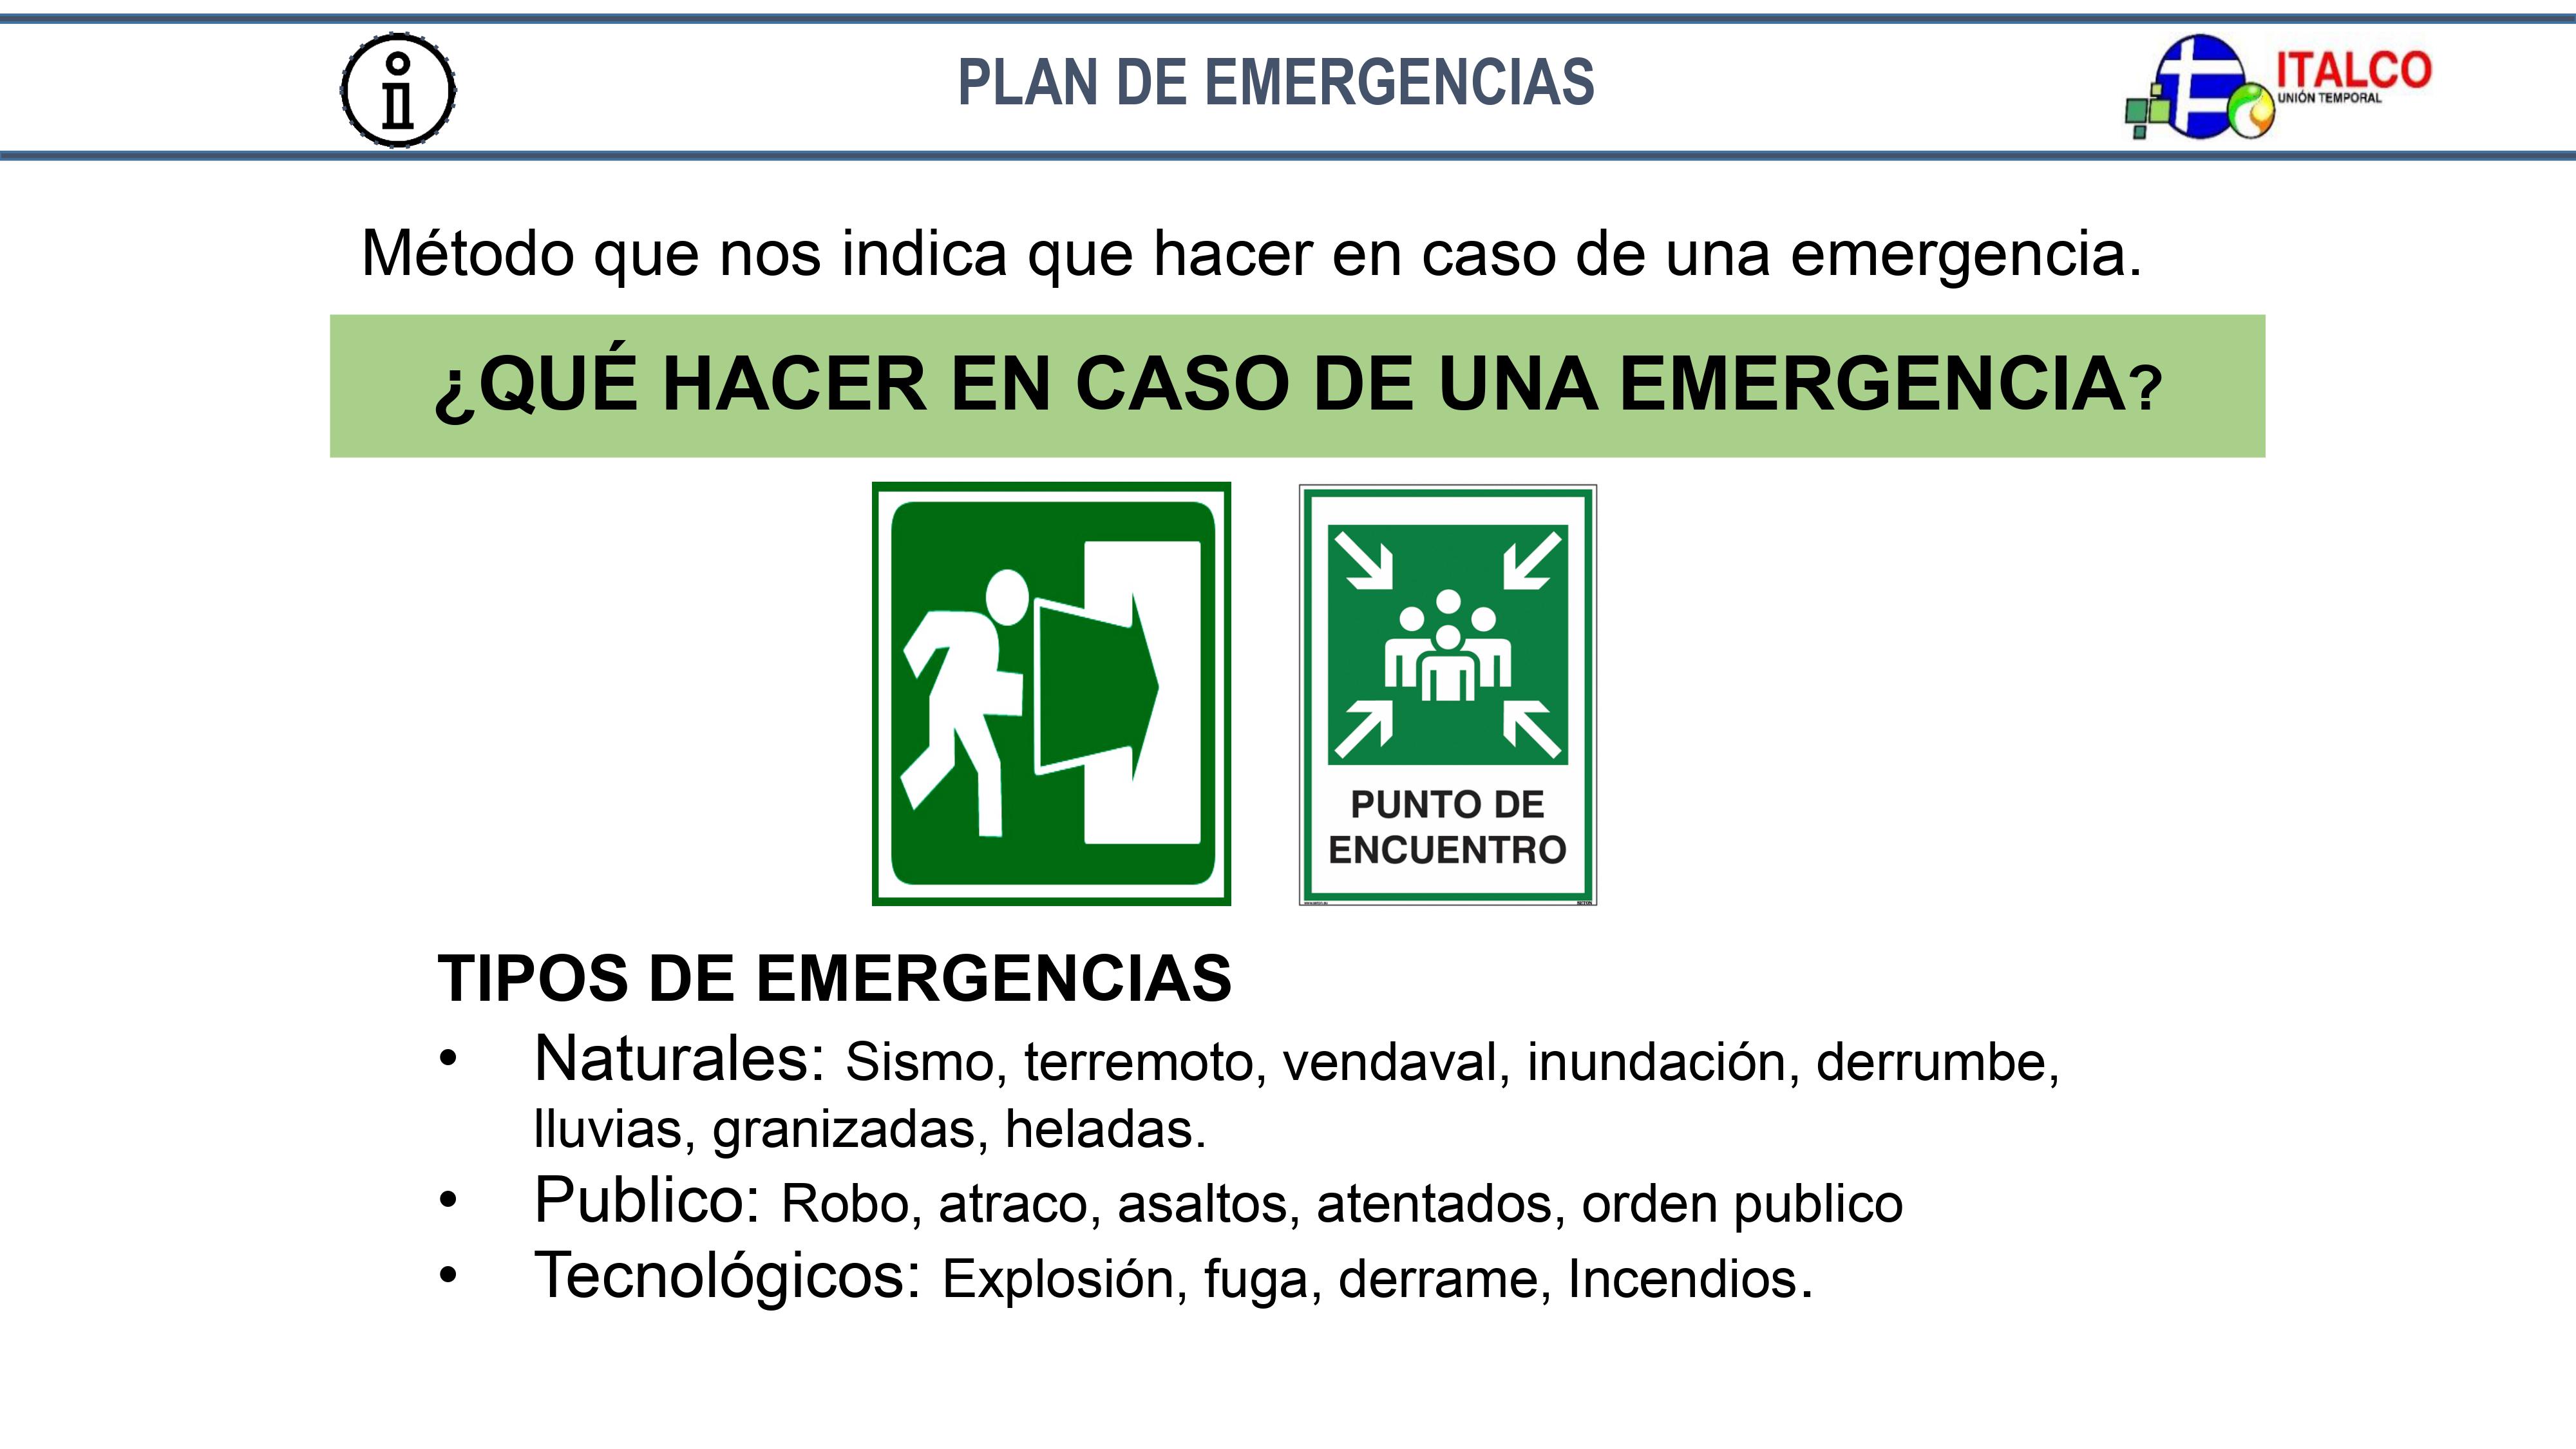 PLAN DE EMERGENCIAS
ITALCO
UNIÓN TEMPORAL
Método que nos indica que hacer en caso de una emergencia.
¿QUÉ HACER EN CASO DE UNA EMERGENCIA?
PUNTO DE
ENCUENTRO
TIPOS DE EMERGENCIAS
• Naturales: Sismo, terremoto, vendaval, inundación, derrumbe,
lluvias, granizadas, heladas.
• Publico: Robo, atraco, asaltos, atentados, orden publico
• Tecnológicos: Explosión, fuga, derrame, Incendios.